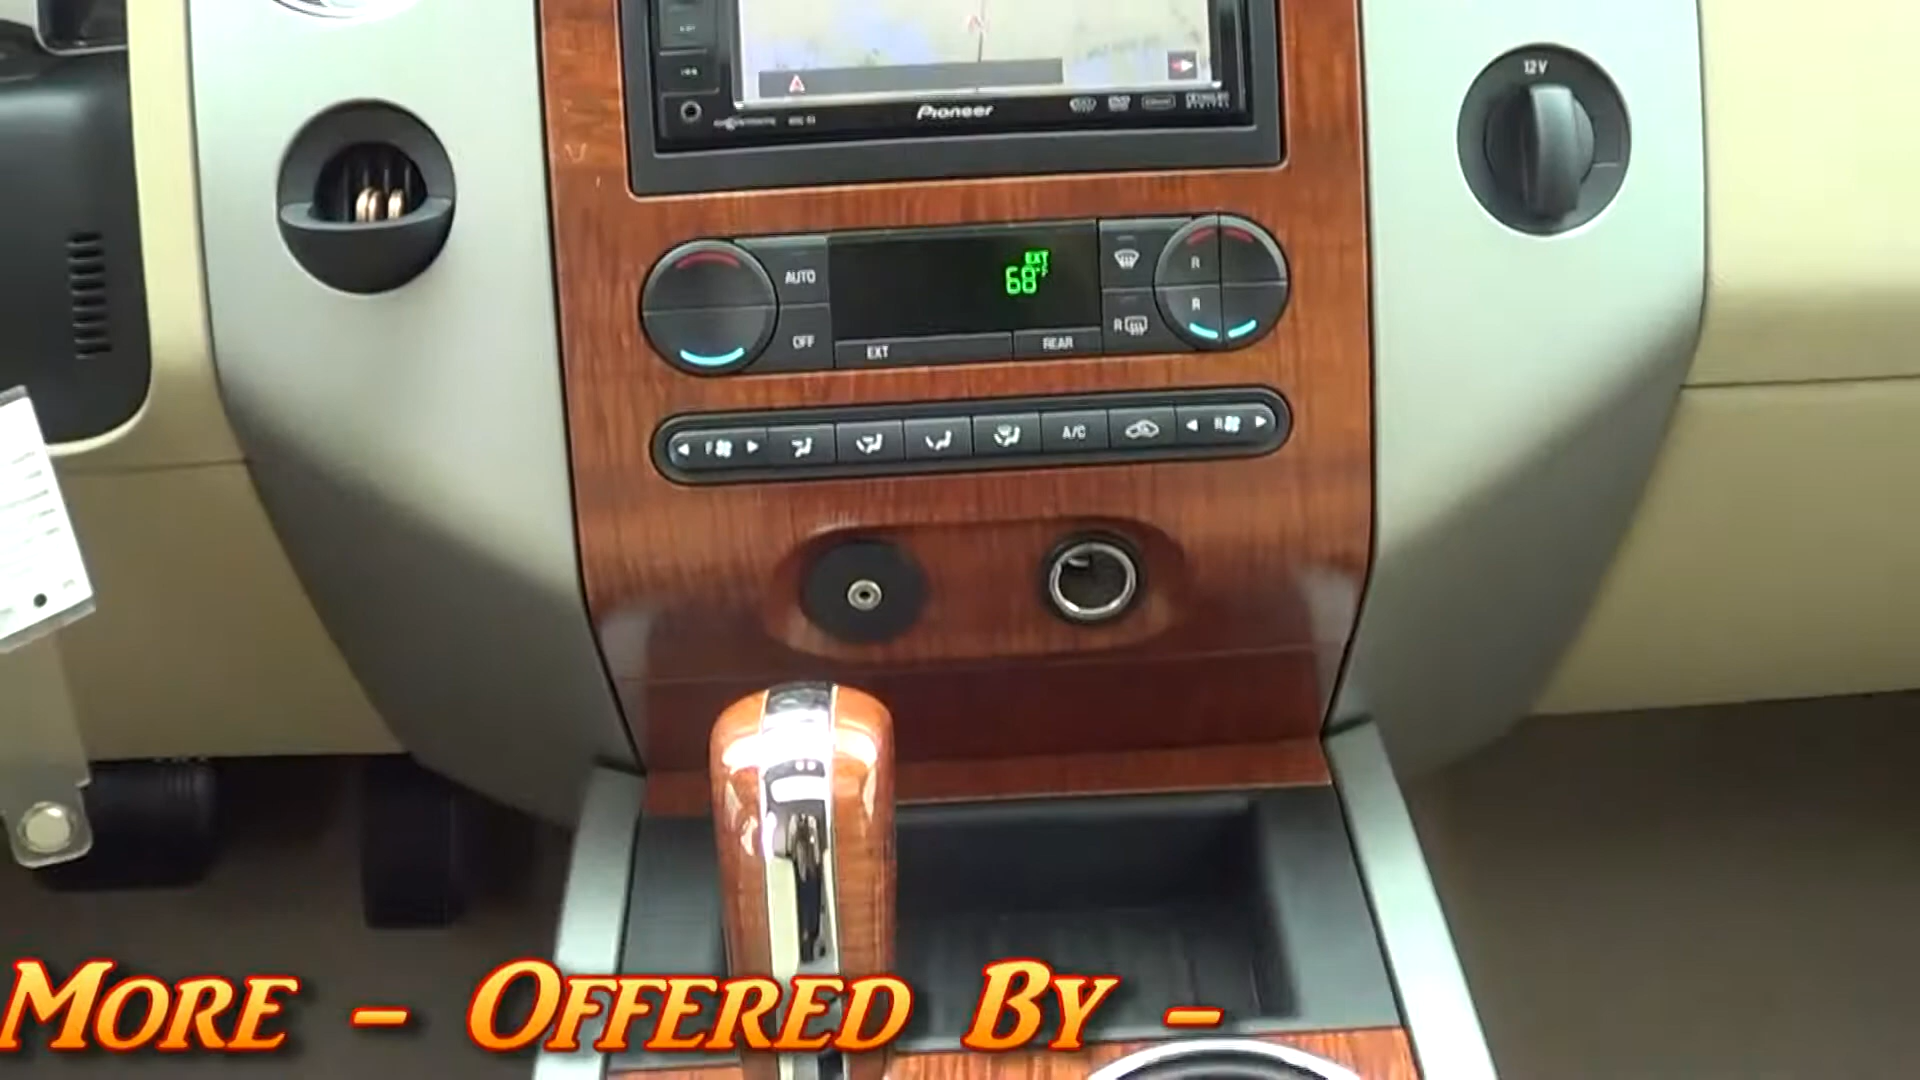 12V
Pioneer
AUTO
EXT
68°F
R
R
OFF
EXT
REAR
R
F
A/C
R
MORE - OFFERED BY -